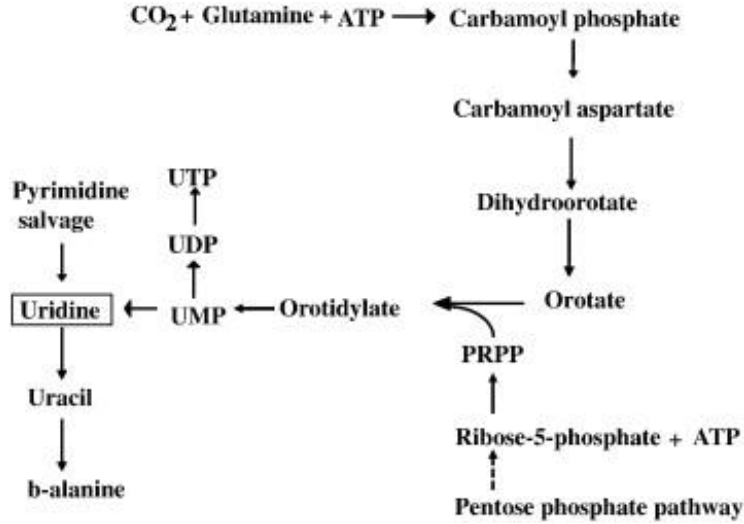 CO2 + Glutamine + ATP
Carbamoyl phosphate
Carbamoyl aspartate
Dihydroorotate
Orotate
PRPP
Ribose-5-phosphate + ATP
Pentose phosphate pathway
Orotidylate
UMP
UDP
UTP
Pyrimidine
salvage
Uridine
Uracil
b-alanine